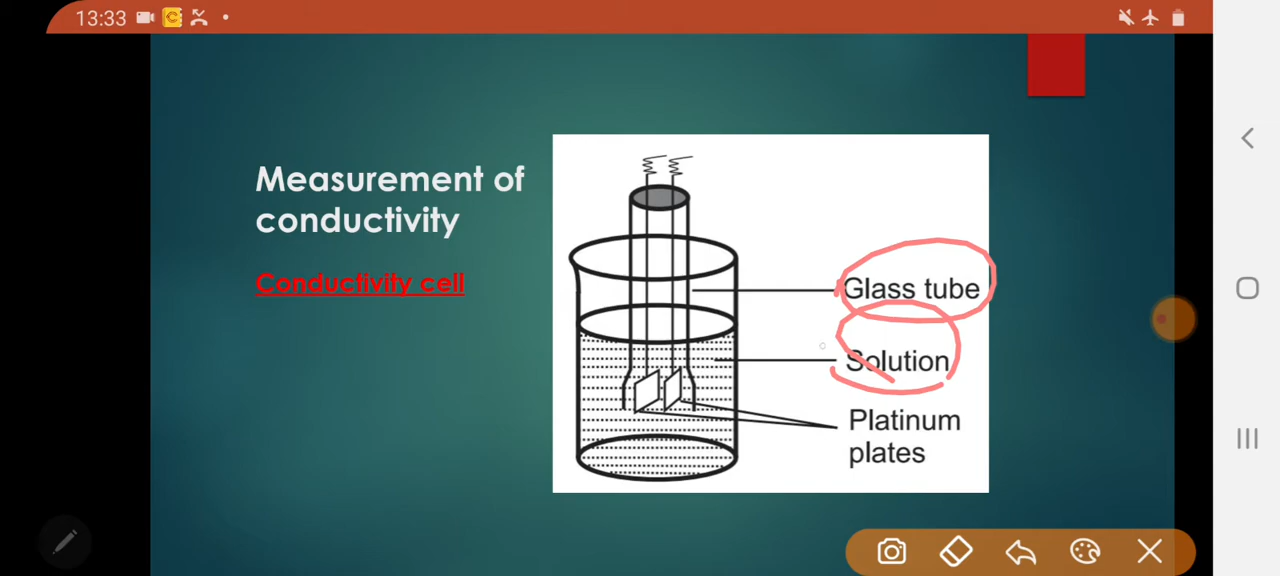 13:33
Measurement of
conductivity
Conductivity cell
Glass tube
Solution
Platinum
plates